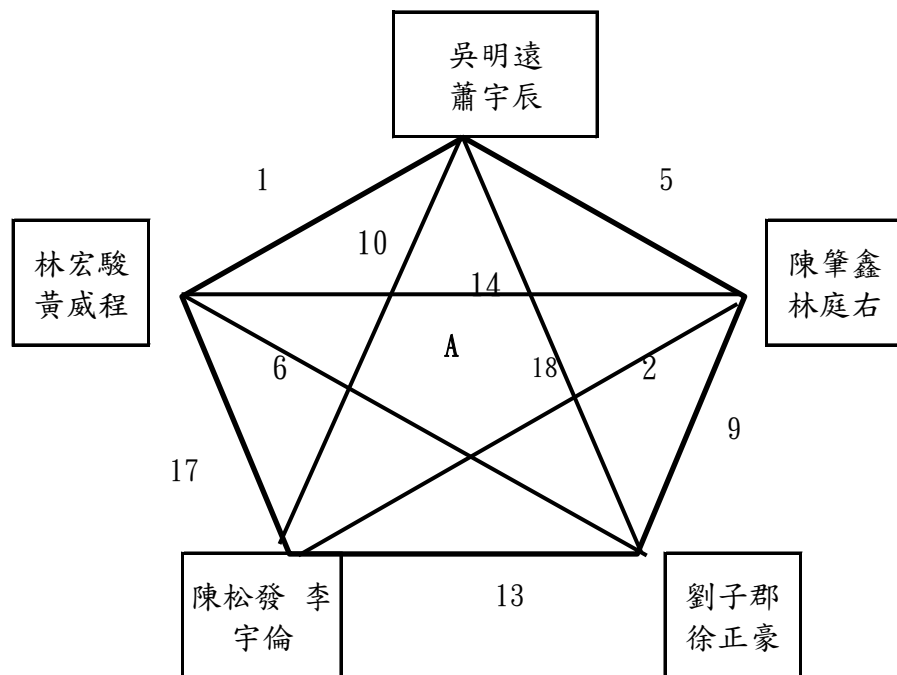 吳明遠
蕭宇辰
1
5
10
林宏駿
黃威程
陳肇鑫
林庭右
14
A
6
18
2
9
17
陳松發 李
宇倫
13
劉子郡
徐正豪